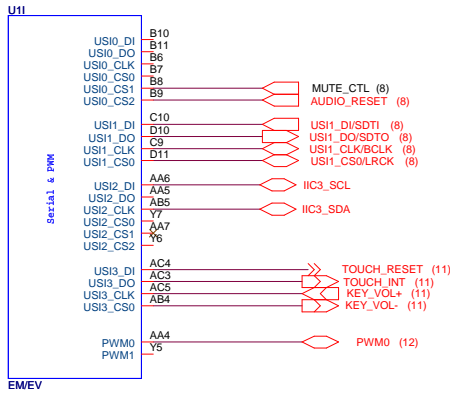 U1I
USI0_DI B10
USI0_DO B11
USI0_CLK B6
USI0_CS0 B7
USI0_CS1 B8 MUTE_CTL (8)
USI0_CS2 B9 AUDIO_RESET (8)
USI1_DI C10 USI1_DI/SDTI (8)
USI1_DO D10 USI1_DO/SDTO (8)
USI1_CLK C9 USI1_CLK/BCLK (8)
USI1_CS0 D11 USI1_CS0/LRCK (8)
Serial & PWM
USI2_DI AA6 IIC3_SCL
USI2_DO AA5
USI2_CLK AB5 IIC3_SDA
USI2_CS0 Y7
USI2_CS1 AA7
USI2_CS2 Y6
USI3_DI AC4 TOUCH_RESET (11)
USI3_DO AC3 TOUCH_INT (11)
USI3_CLK AC5 KEY_VOL+ (11)
USI3_CS0 AB4 KEY_VOL- (11)
PWM0 AA4 PWM0 (12)
PWM1 Y5
EM/EV